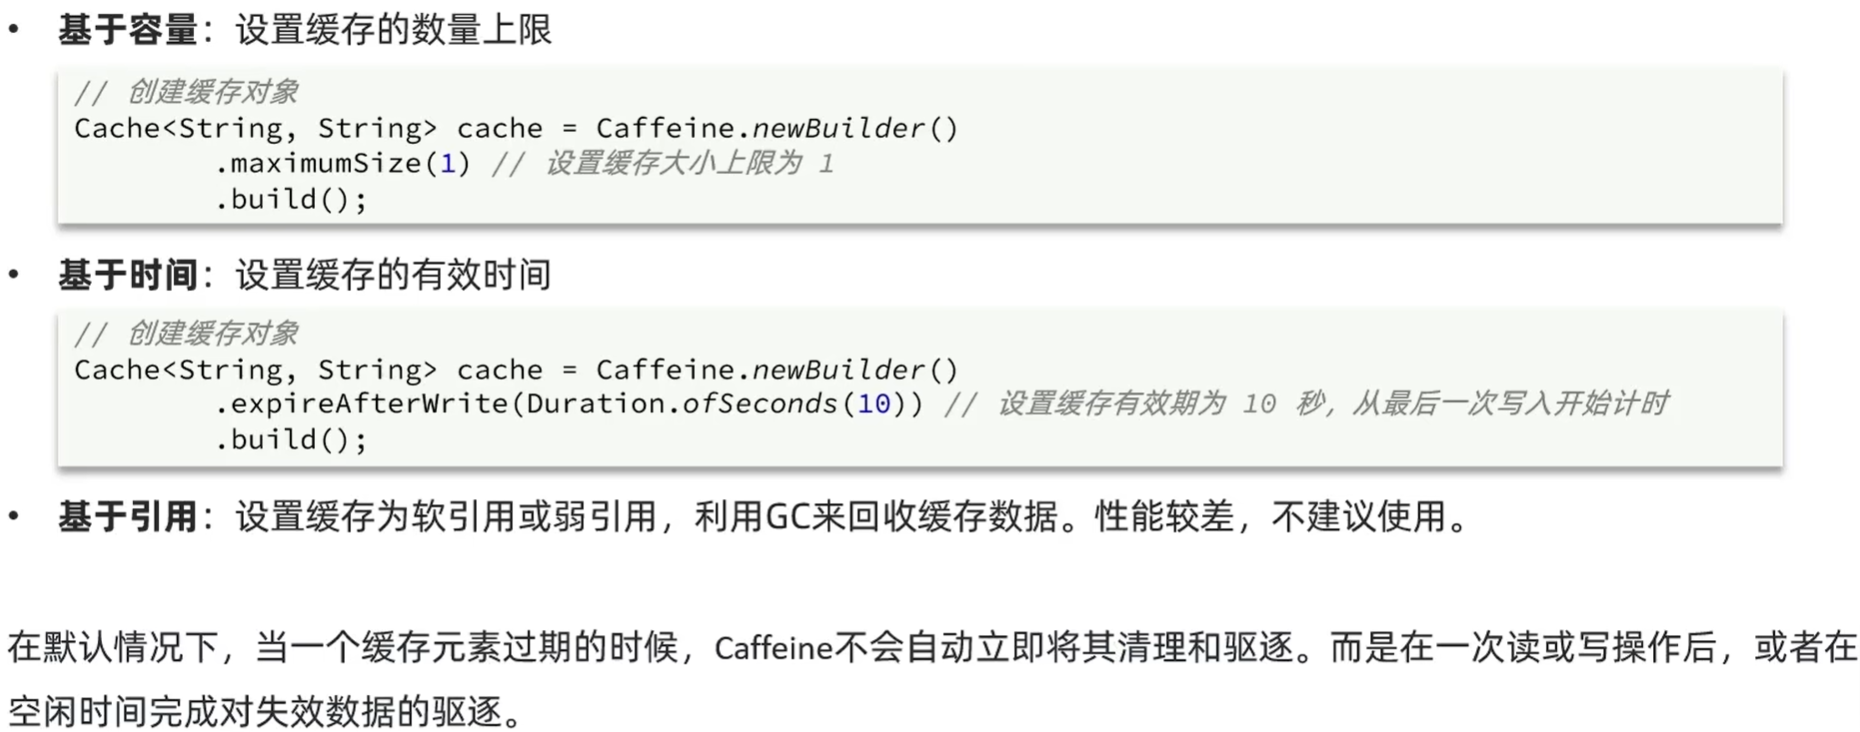 • 基于容量：设置缓存的数量上限
// 创建缓存对象
Cache<String, String> cache = Caffeine.newBuilder()
        .maximumSize(1) // 设置缓存大小上限为 1
        .build();
• 基于时间：设置缓存的有效时间
// 创建缓存对象
Cache<String, String> cache = Caffeine.newBuilder()
        .expireAfterWrite(Duration.ofSeconds(10)) // 设置缓存有效期为 10 秒，从最后一次写入开始计时
        .build();
• 基于引用：设置缓存为软引用或弱引用，利用GC来回收缓存数据。性能较差，不建议使用。
在默认情况下，当一个缓存元素过期的时候，Caffeine不会自动立即将其清理和驱逐。而是在一次读或写操作后，或者在
空闲时间完成对失效数据的驱逐。